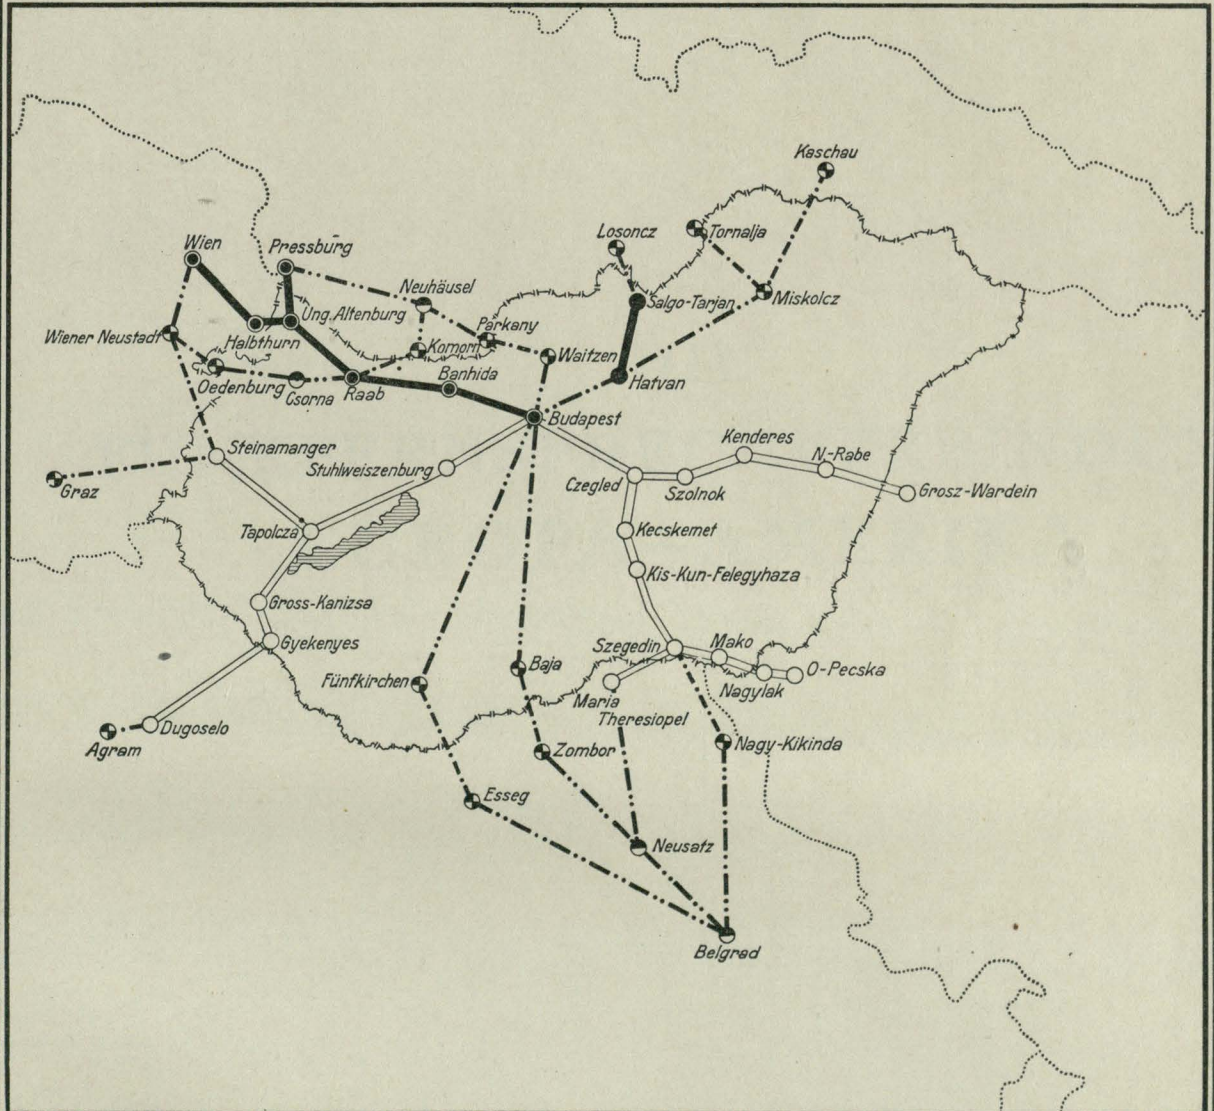 Kaschau
Losoncz
Tornalja
Wien
Pressburg
Neuhäusel
Salgo-Tarjan
Miskolcz
Ung. Altenburg
Parkany
Wiener Neustadt
Halbthurn
Komorn
Waitzen
Oedenburg
Csorna
Raab
Banhida
Hatvan
Budapest
Steinamanger
Stuhlweiszenburg
Kenderes
N.-Rabe
Graz
Czegled
Szolnok
Grosz-Wardein
Tapolcza
Kecskemet
Kis-Kun-Felegyhaza
Gross-Kanizsa
Gyekenyes
Szegedin
Mako
O-Pecska
Baja
Fünfkirchen
Nagylak
Maria
Theresiopel
Dugoselo
Agram
Zombor
Nagy-Kikinda
Esseg
Neusatz
Belgrad